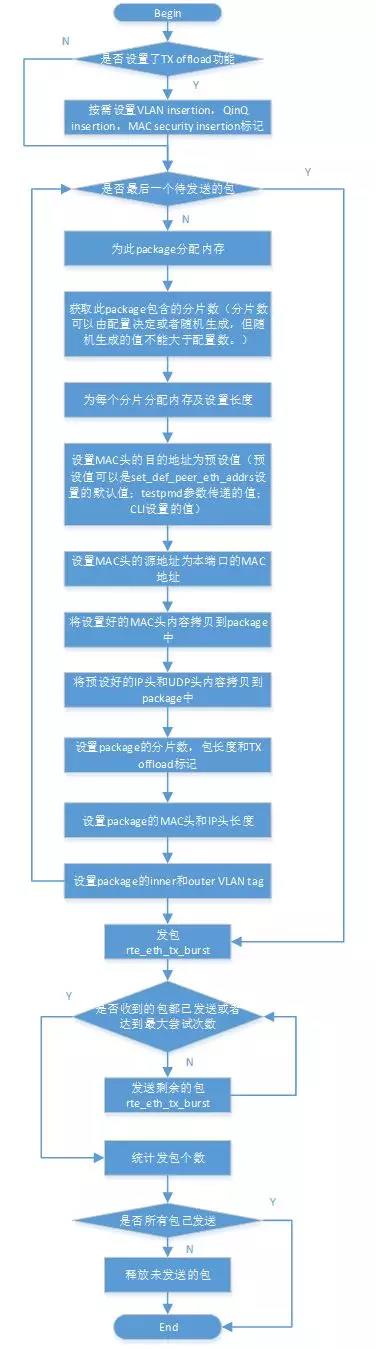 Begin
N
是否设置了TX offload功能
Y
按需设置VLAN insertion，QinQ
insertion，MAC security insertion标记
Y
是否最后一个待发送的包
N
为此package分配内存
获取此package包含的分片数（分片数
可以由配置决定或者随机生成，但随
机生成的值不能大于配置数。）
为每个分片分配内存及设置长度
设置MAC头的目的地址为预设值（预
设值可以是set_def_peer_eth_addrs设
置的默认值；testpmd参数传递的值；
CLI设置的值）
设置MAC头的源地址为本端口的MAC
地址
将设置好的MAC头内容拷贝到package
中
将预设好的IP头和UDP头内容拷贝到
package中
设置package的分片数，包长度和TX
offload标记
设置package的MAC头和IP头长度
设置package的inner和outer VLAN tag
发包
rte_eth_tx_burst
Y
是否收到的包都已发送或者
达到最大尝试次数
N
发送剩余的包
rte_eth_tx_burst
统计发包个数
Y
是否所有包已发送
N
释放未发送的包
End